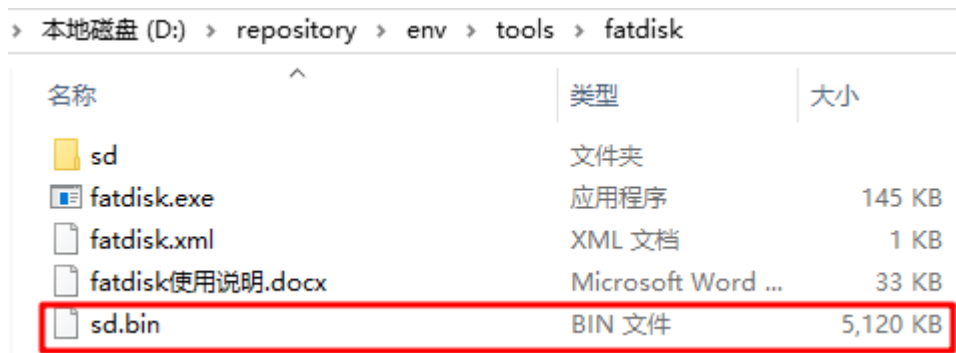 › 本地磁盘 (D:) › repository › env › tools › fatdisk
名称 类型 大小
sd 文件夹
fatdisk.exe 应用程序 145 KB
fatdisk.xml XML 文档 1 KB
fatdisk使用说明.docx Microsoft Word ... 33 KB
sd.bin BIN 文件 5,120 KB